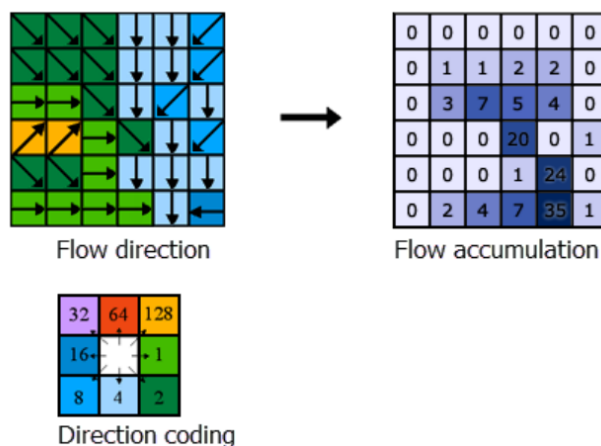 0 0 0 0 0 0
0 1 1 2 2 0
0 3 7 5 4 0
0 0 0 20 0 1
0 0 0 1 24 0
0 2 4 7 35 1
Flow direction
Flow accumulation
32 64 128
16 1
8 4 2
Direction coding